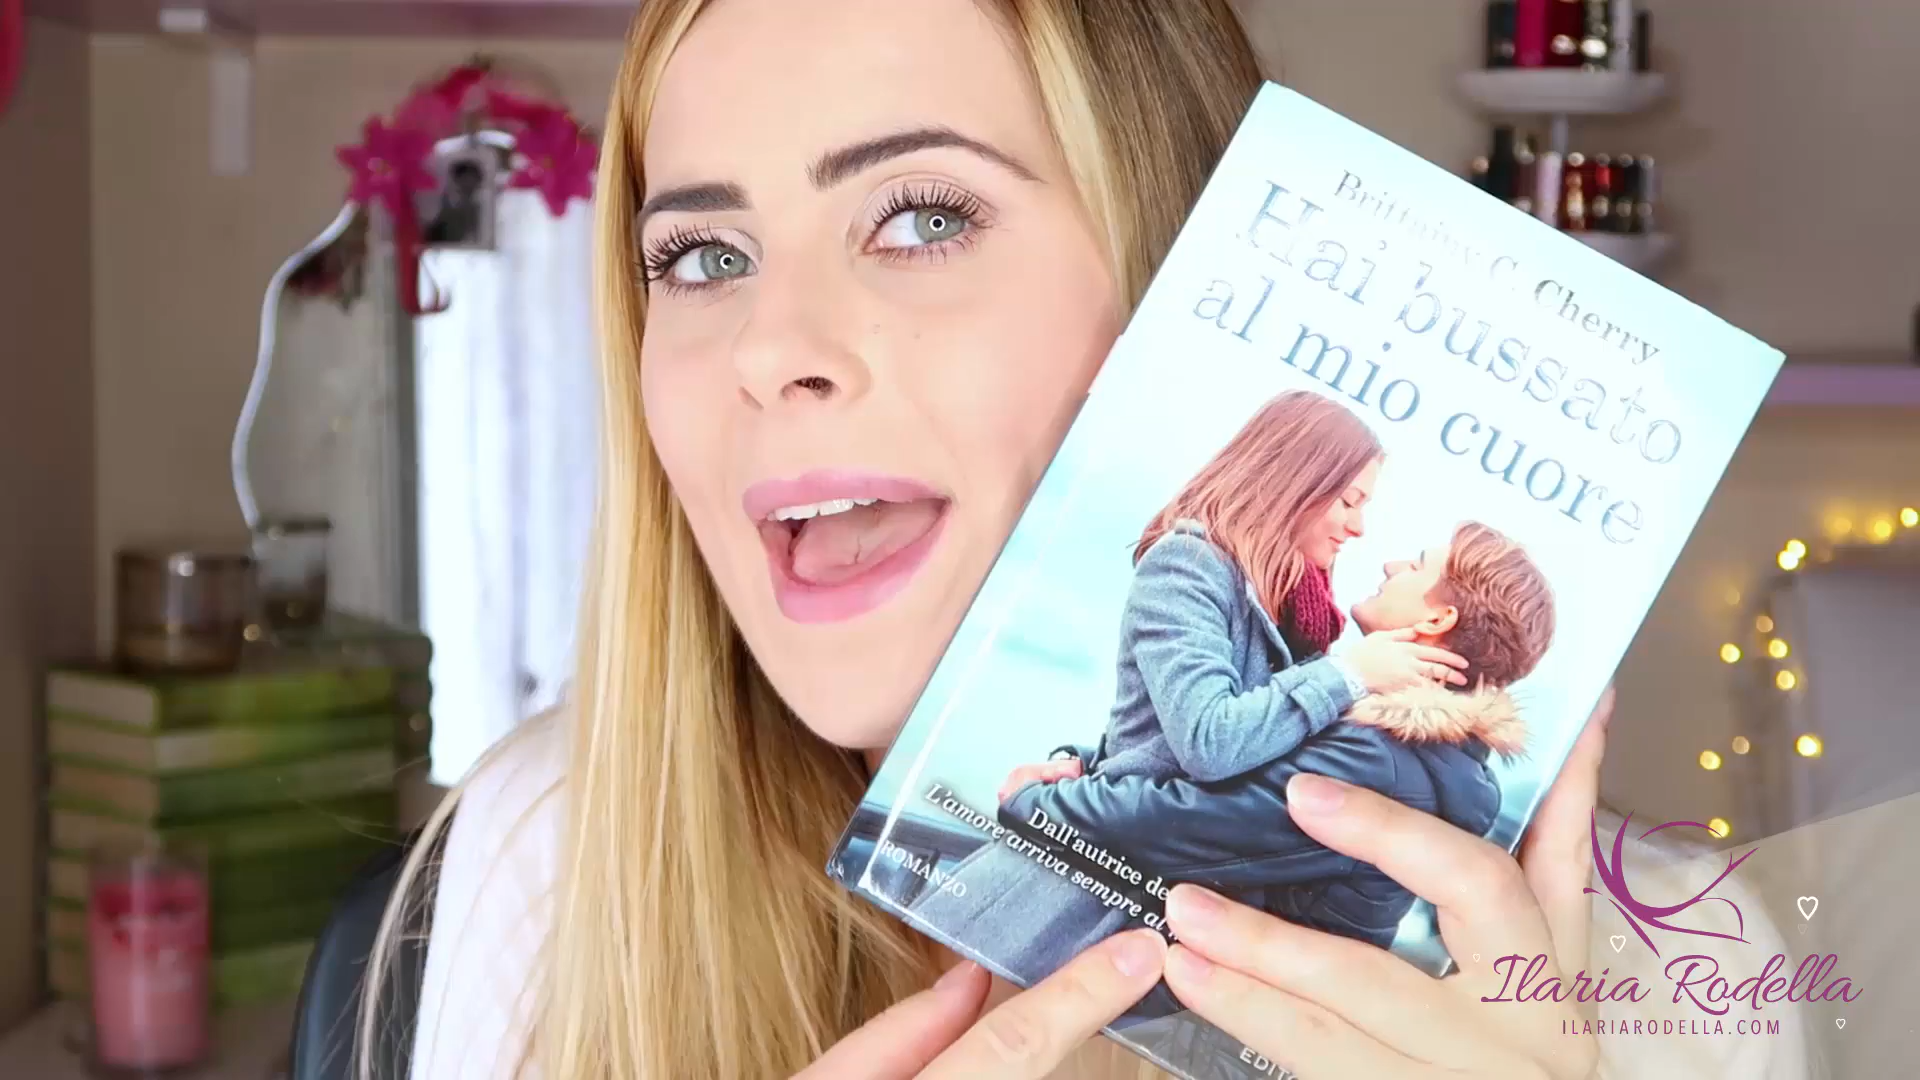 Brittainy C. Cherry
Hai bussato
al mio cuore
Dall'autrice de
L'amore arriva sempre al
ROMANZO
Ilaria Rodella
ILARIARODELLA.COM